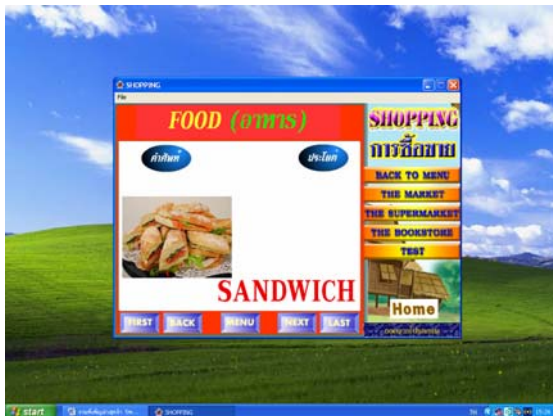 SHOPPING
File
FOOD (อาหาร)
คำศัพท์
ประโยค
SANDWICH
FIRST
BACK
MENU
NEXT
LAST
SHOPPING
การซื้อขาย
BACK TO MENU
THE MARKET
THE SUPERMARKET
THE BOOKSTORE
TEST
Home
start
SHOPPING